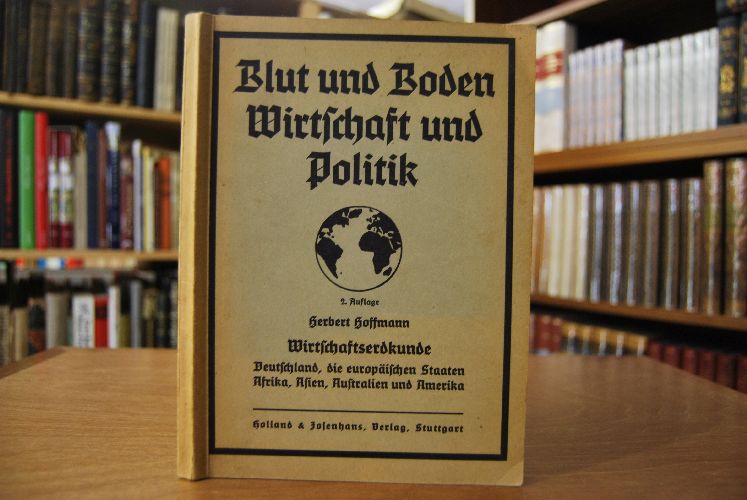 Blut und Boden
Wirtſchaft und
Politik
2. Auflage
Herbert Hoffmann
Wirtſchaftserdkunde
Deutſchland, die europäiſchen Staaten
Afrika, Aſien, Auſtralien und Amerika
Holland & Joſenhans, Verlag, Stuttgart